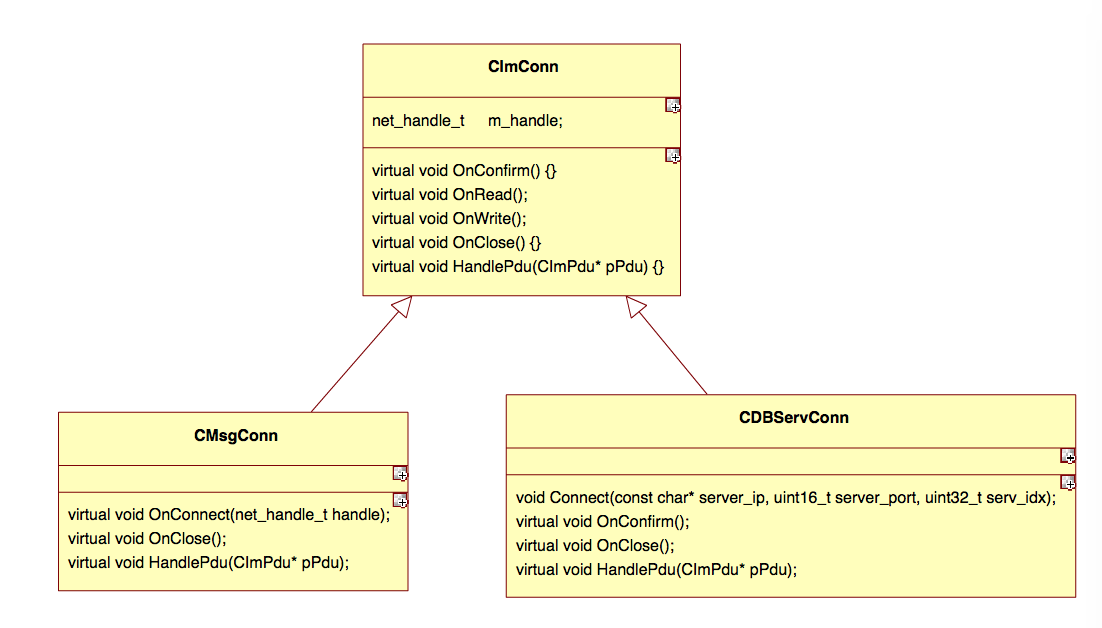 CImConn
net_handle_t m_handle;
virtual void OnConfirm() {}
virtual void OnRead();
virtual void OnWrite();
virtual void OnClose() {}
virtual void HandlePdu(CImPdu* pPdu) {}
CMsgConn
virtual void OnConnect(net_handle_t handle);
virtual void OnClose();
virtual void HandlePdu(CImPdu* pPdu);
CDBServConn
void Connect(const char* server_ip, uint16_t server_port, uint32_t serv_idx);
virtual void OnConfirm();
virtual void OnClose();
virtual void HandlePdu(CImPdu* pPdu);